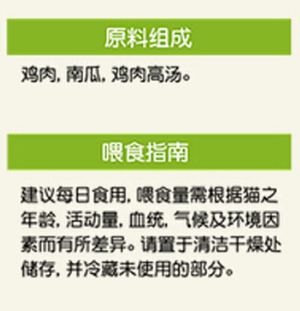 原料组成
鸡肉, 南瓜, 鸡肉高汤。
喂食指南
建议每日食用, 喂食量需根据猫之
年龄, 活动量, 血统, 气候及环境因
素而有所差异。请置于清洁干燥处
储存, 并冷藏未使用的部分。